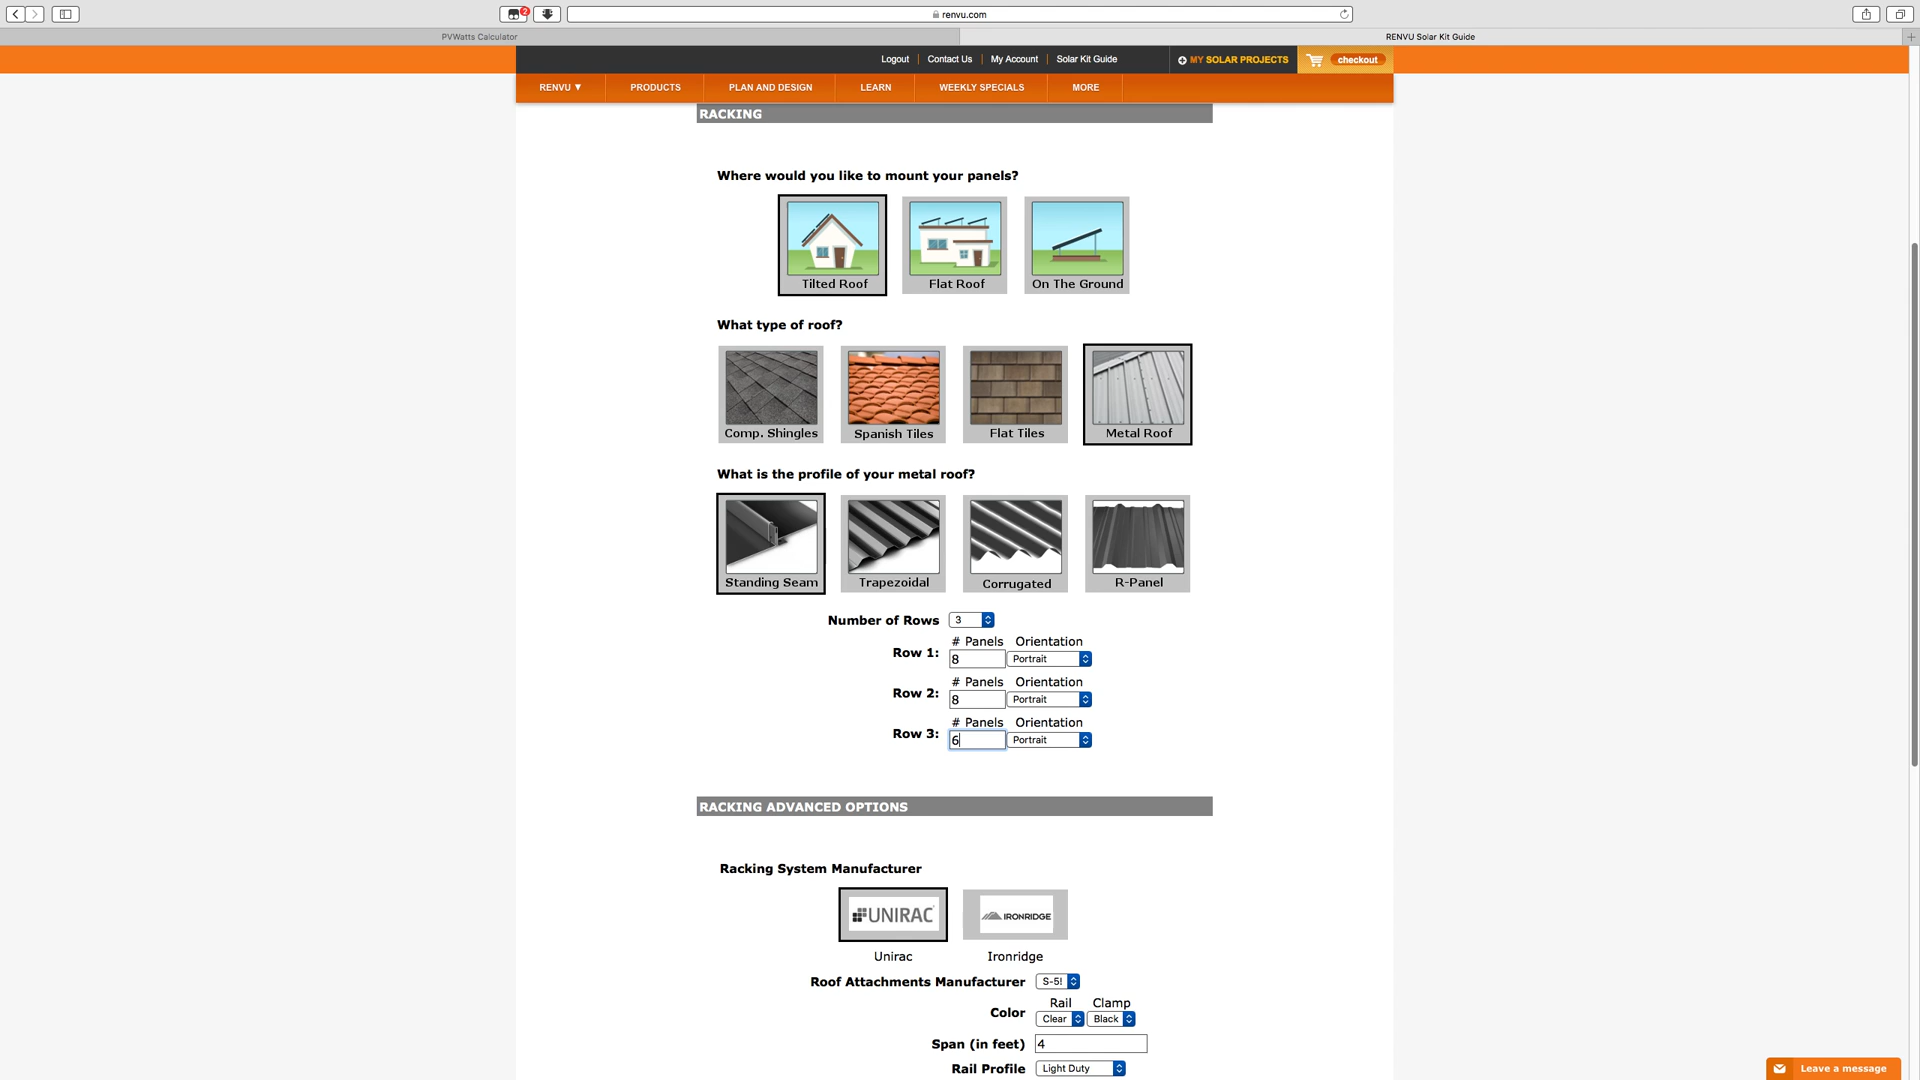 2
renvu.com
PVWatts Calculator
RENVU Solar Kit Guide
Logout
Contact Us
My Account
Solar Kit Guide
MY SOLAR PROJECTS
checkout
RENVU ▼
PRODUCTS
PLAN AND DESIGN
LEARN
WEEKLY SPECIALS
MORE
RACKING
Where would you like to mount your panels?
Tilted Roof
Flat Roof
On The Ground
What type of roof?
Comp. Shingles
Spanish Tiles
Flat Tiles
Metal Roof
What is the profile of your metal roof?
Standing Seam
Trapezoidal
Corrugated
R-Panel
Number of Rows 3
# Panels Orientation
Row 1: 8 Portrait
# Panels Orientation
Row 2: 8 Portrait
# Panels Orientation
Row 3: 6 Portrait
RACKING ADVANCED OPTIONS
Racking System Manufacturer
UNIRAC
IRONRIDGE
Unirac
Ironridge
Roof Attachments Manufacturer S-5!
Rail Clamp
Color Clear Black
Span (in feet) 4
Rail Profile Light Duty
Leave a message